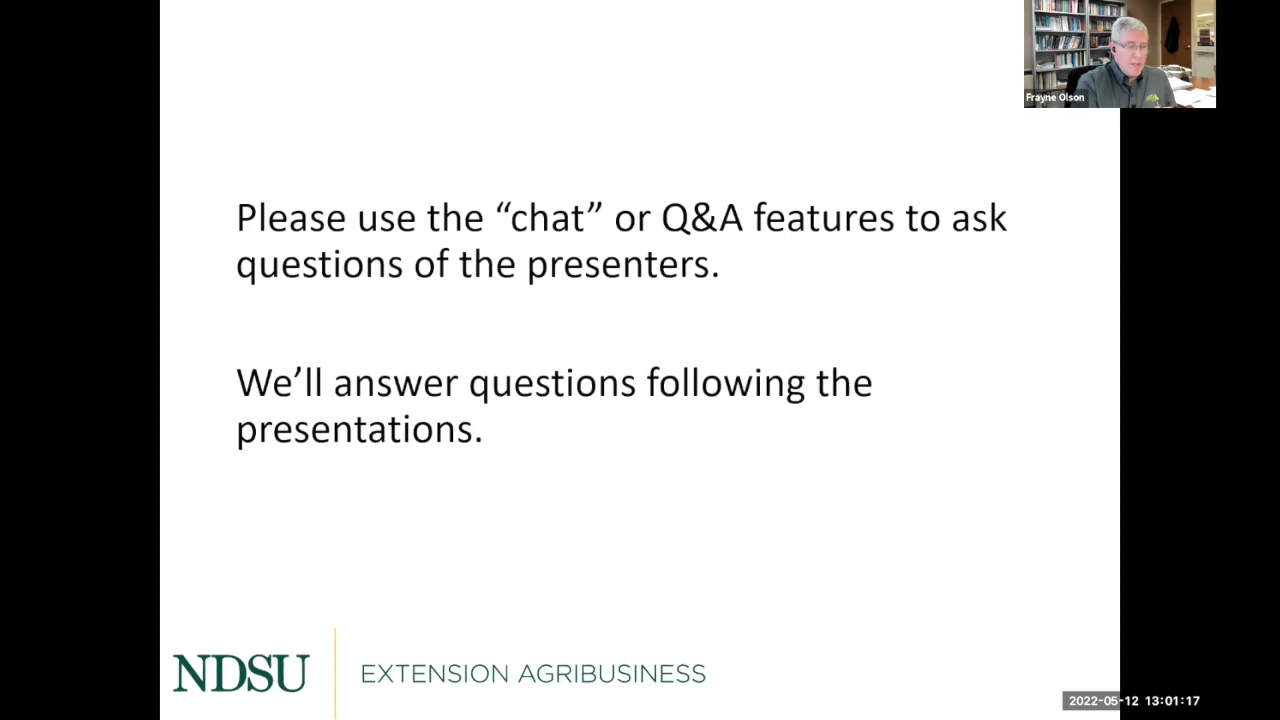 Frayne Olson
Please use the “chat” or Q&A features to ask
questions of the presenters.
We’ll answer questions following the
presentations.
NDSU
EXTENSION AGRIBUSINESS
2022-05-12 13:01:17